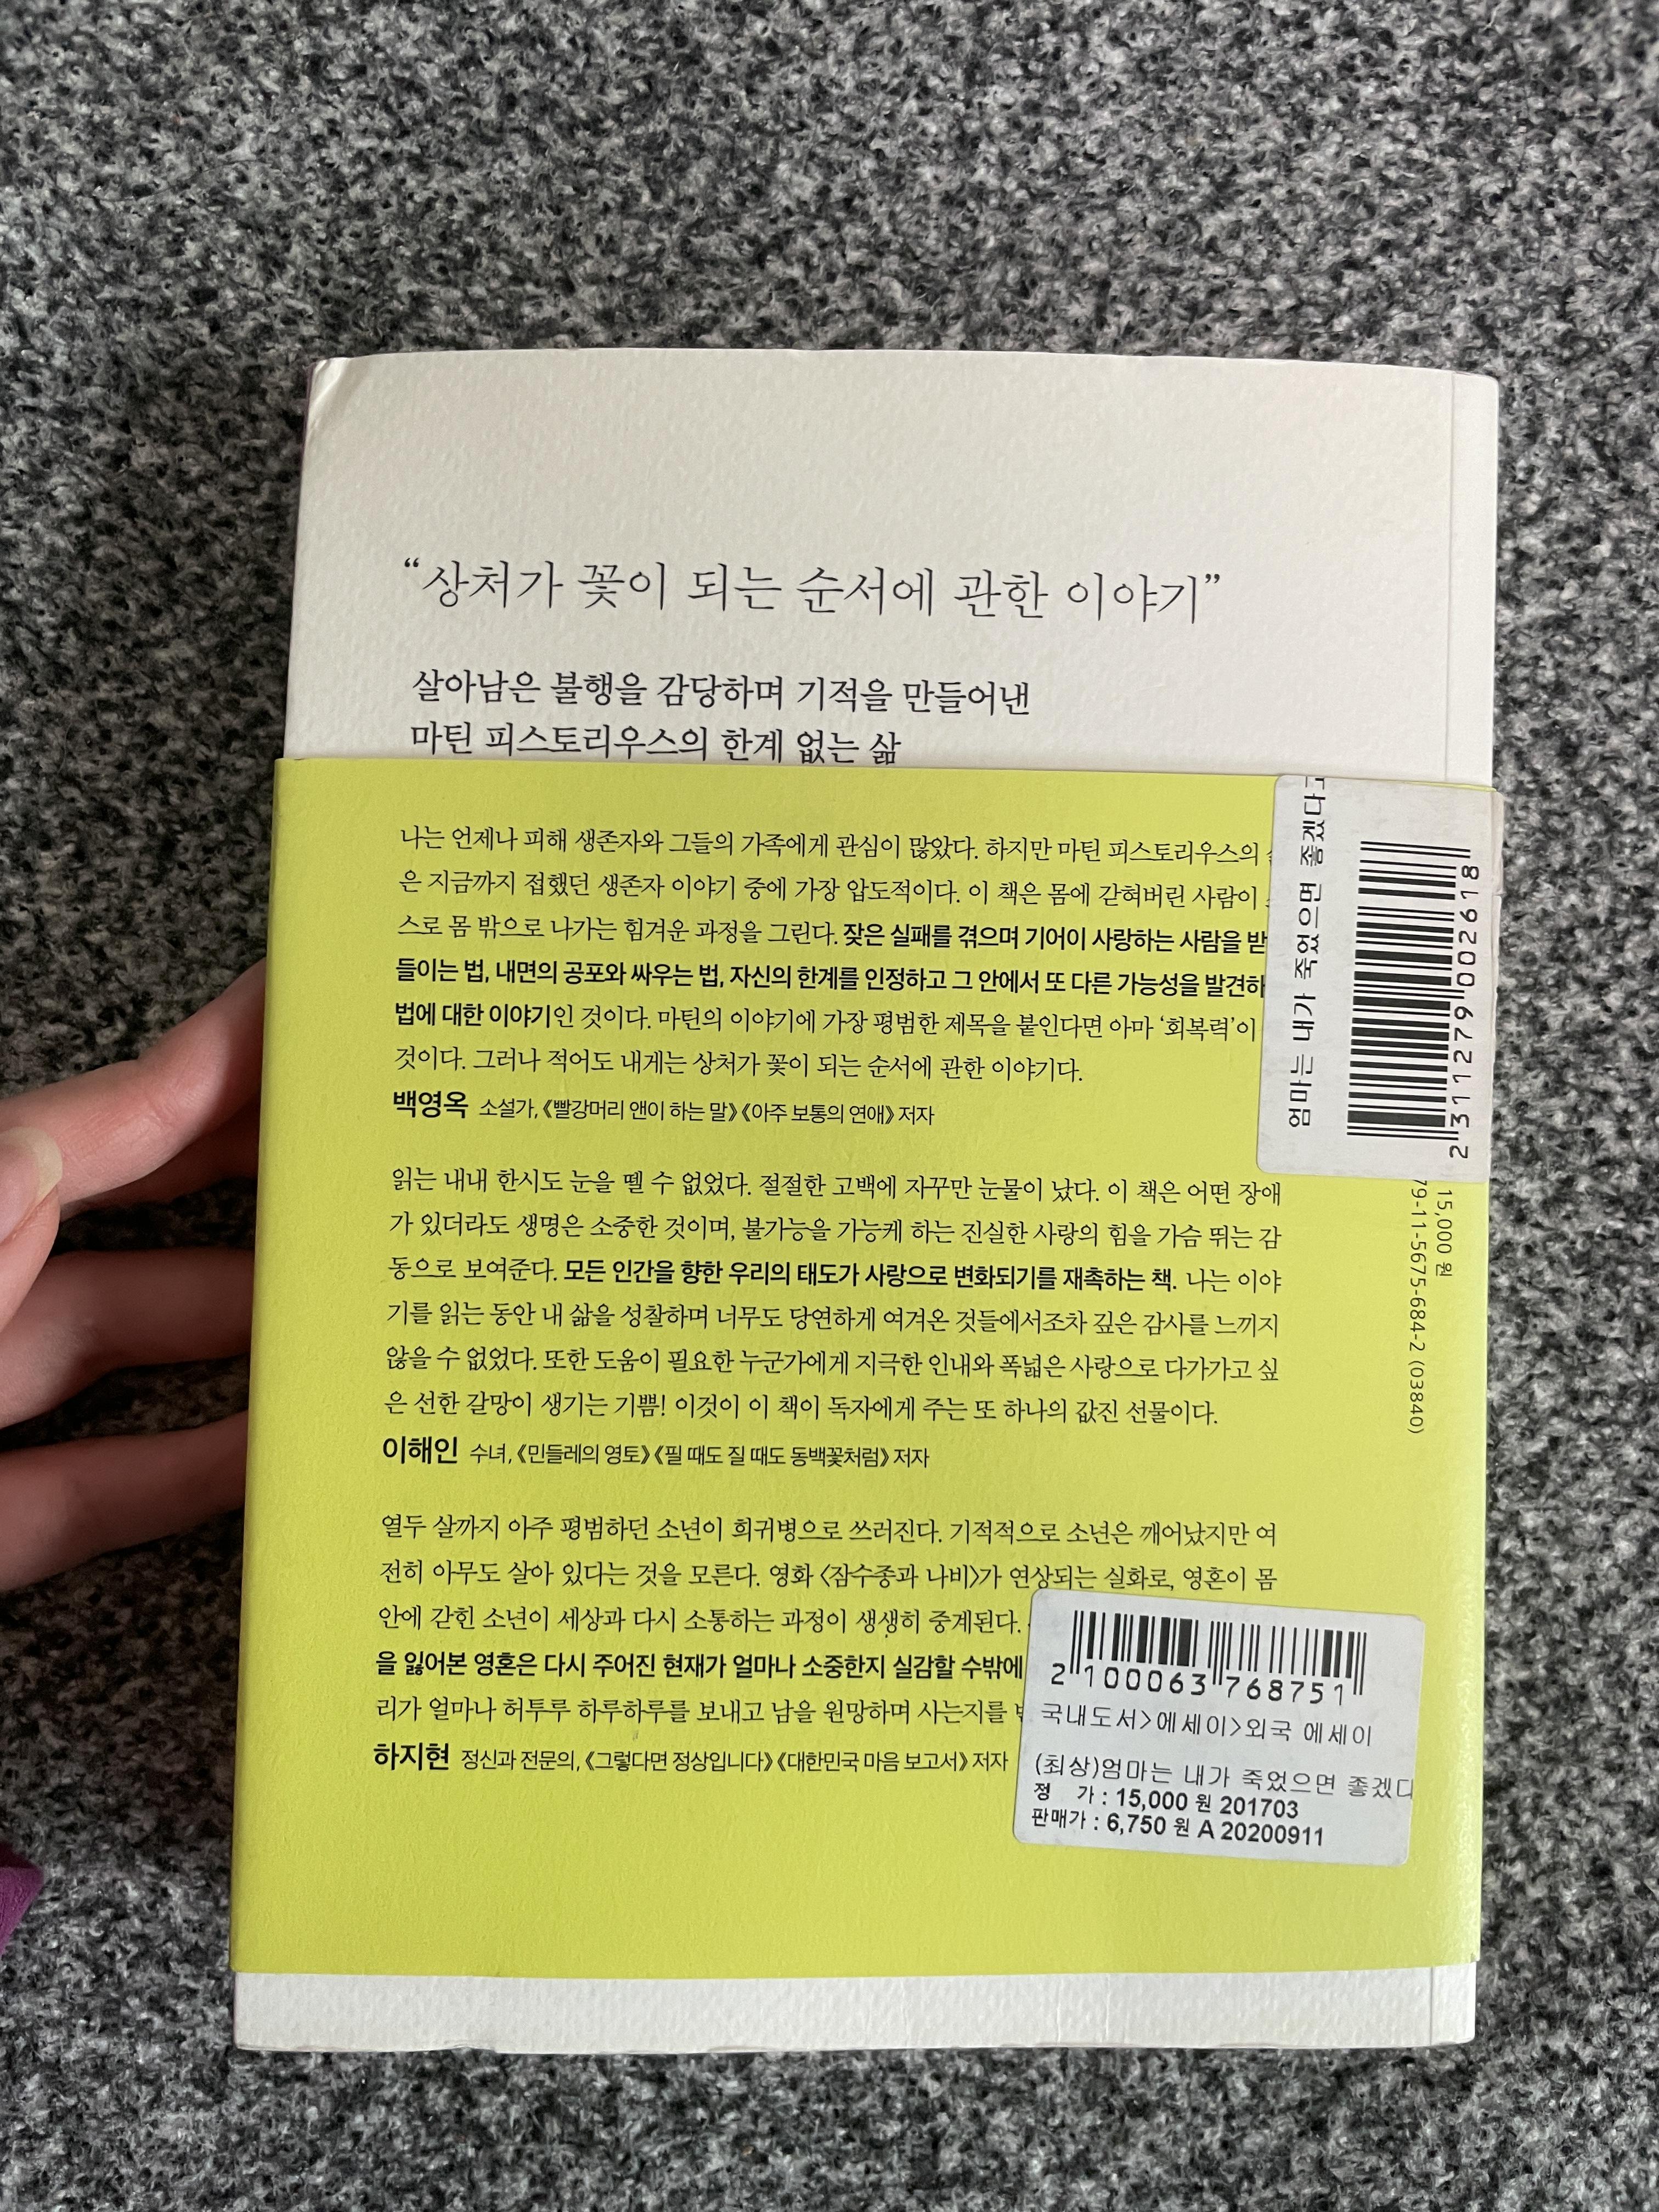 “상처가 꽃이 되는 순서에 관한 이야기”
살아남은 불행을 감당하며 기적을 만들어낸
마틴 피스토리우스의 한계 없는 삶
나는 언제나 피해 생존자와 그들의 가족에게 관심이 많았다. 하지만 마틴 피스토리우스의
은 지금까지 접했던 생존자 이야기 중에 가장 압도적이다. 이 책은 몸에 갇혀버린 사람이
스로 몸 밖으로 나가는 힘겨운 과정을 그린다. 잦은 실패를 겪으며 기어이 사랑하는 사람을 받
들이는 법, 내면의 공포와 싸우는 법, 자신의 한계를 인정하고 그 안에서 또 다른 가능성을 발견하
법에 대한 이야기인 것이다. 마틴의 이야기에 가장 평범한 제목을 붙인다면 아마 ‘회복력’이
것이다. 그러나 적어도 내게는 상처가 꽃이 되는 순서에 관한 이야기다.
백영옥 소설가, 《빨강머리 앤이 하는 말》 《아주 보통의 연애》 저자
읽는 내내 한시도 눈을 뗄 수 없었다. 절절한 고백에 자꾸만 눈물이 났다. 이 책은 어떤 장애
가 있더라도 생명은 소중한 것이며, 불가능을 가능케 하는 진실한 사랑의 힘을 가슴 뛰는 감
동으로 보여준다. 모든 인간을 향한 우리의 태도가 사랑으로 변화되기를 재촉하는 책. 나는 이야
기를 읽는 동안 내 삶을 성찰하며 너무도 당연하게 여겨온 것들에서조차 깊은 감사를 느끼지
않을 수 없었다. 또한 도움이 필요한 누군가에게 지극한 인내와 폭넓은 사랑으로 다가가고 싶
은 선한 갈망이 생기는 기쁨! 이것이 이 책이 독자에게 주는 또 하나의 값진 선물이다.
이해인 수녀, 《민들레의 영토》 《필 때도 질 때도 동백꽃처럼》 저자
열두 살까지 아주 평범하던 소년이 희귀병으로 쓰러진다. 기적적으로 소년은 깨어났지만 여
전히 아무도 살아 있다는 것을 모른다. 영화 〈잠수종과 나비〉가 연상되는 실화로, 영혼이 몸
안에 갇힌 소년이 세상과 다시 소통하는 과정이 생생히 중계된다.
을 잃어본 영혼은 다시 주어진 현재가 얼마나 소중한지 실감할 수밖에
리가 얼마나 허투루 하루하루를 보내고 남을 원망하며 사는지를
하지현 정신과 전문의, 《그렇다면 정상입니다》 《대한민국 마음 보고서》 저자
엄마는 내가 죽었으면 좋겠다고
2311279002618
15,000 원
79-11-5675-684-2 (03840)
2100063768751
국내도서>에세이>외국 에세이
(최상)엄마는 내가 죽었으면 좋겠다
정 가 : 15,000 원 201703
판매가 : 6,750 원 A 20200911